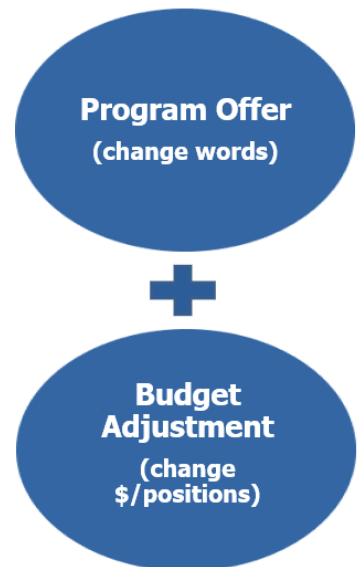 Program Offer
(change words)
Budget
Adjustment
(change
$/positions)